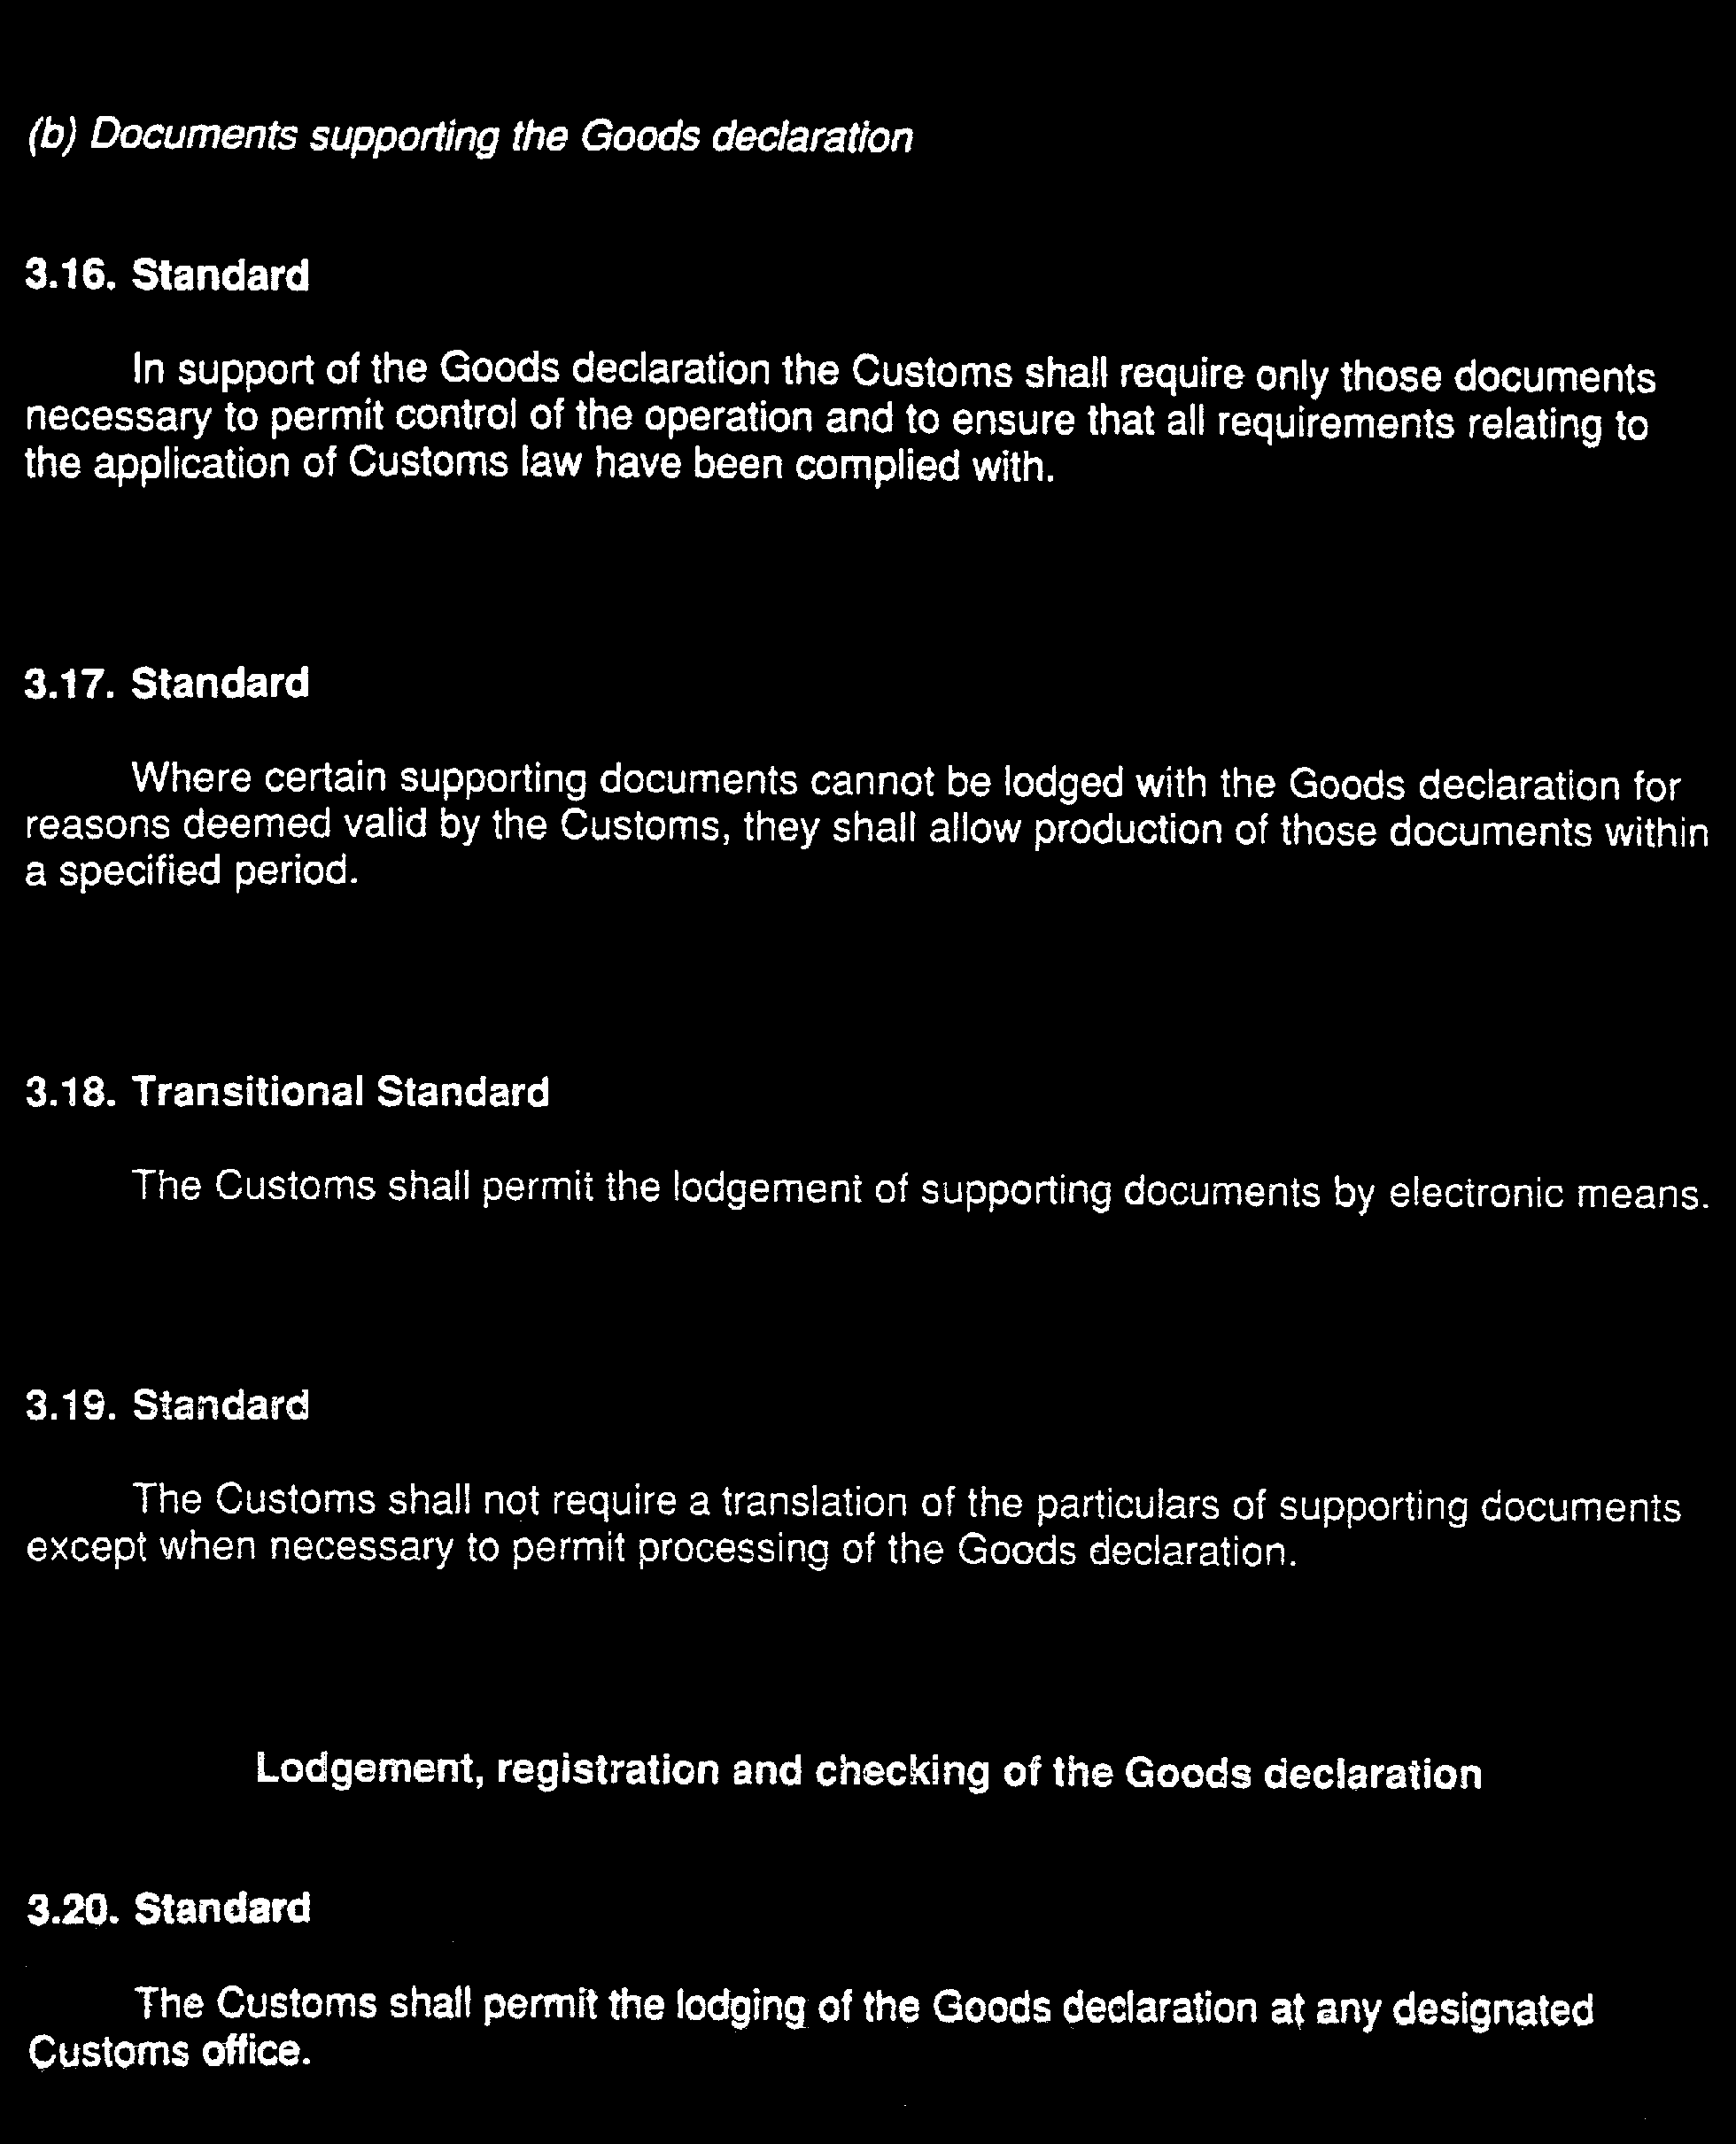 (b) Documents supporting the Goods declaration
3.16. Standard
In support of the Goods declaration the Customs shall require only those documents
necessary to permit control of the operation and to ensure that all requirements relating to
the application of Customs law have been complied with.
3.17. Standard
Where certain supporting documents cannot be lodged with the Goods declaration for
reasons deemed valid by the Customs, they shall allow production of those documents within
a specified period.
3.18. Transitional Standard
The Customs shall permit the lodgement of supporting documents by electronic means.
3.19. Standard
The Customs shall not require a translation of the particulars of supporting documents
except when necessary to permit processing of the Goods declaration.
Lodgement, registration and checking of the Goods declaration
3.20. Standard
The Customs shall permit the lodging of the Goods declaration at any designated
Customs office.